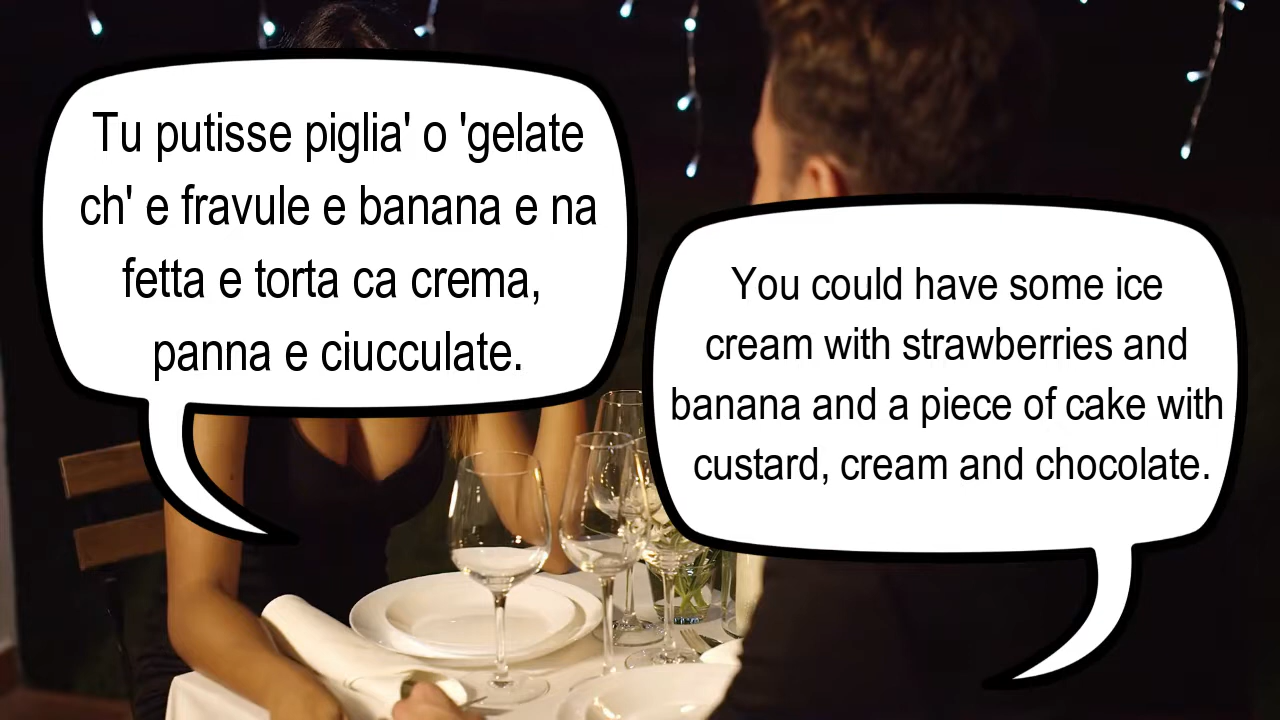 Tu putisse piglia' o 'gelate
ch' e fravule e banana e na
fetta e torta ca crema,
panna e ciucculate.
You could have some ice
cream with strawberries and
banana and a piece of cake with
custard, cream and chocolate.